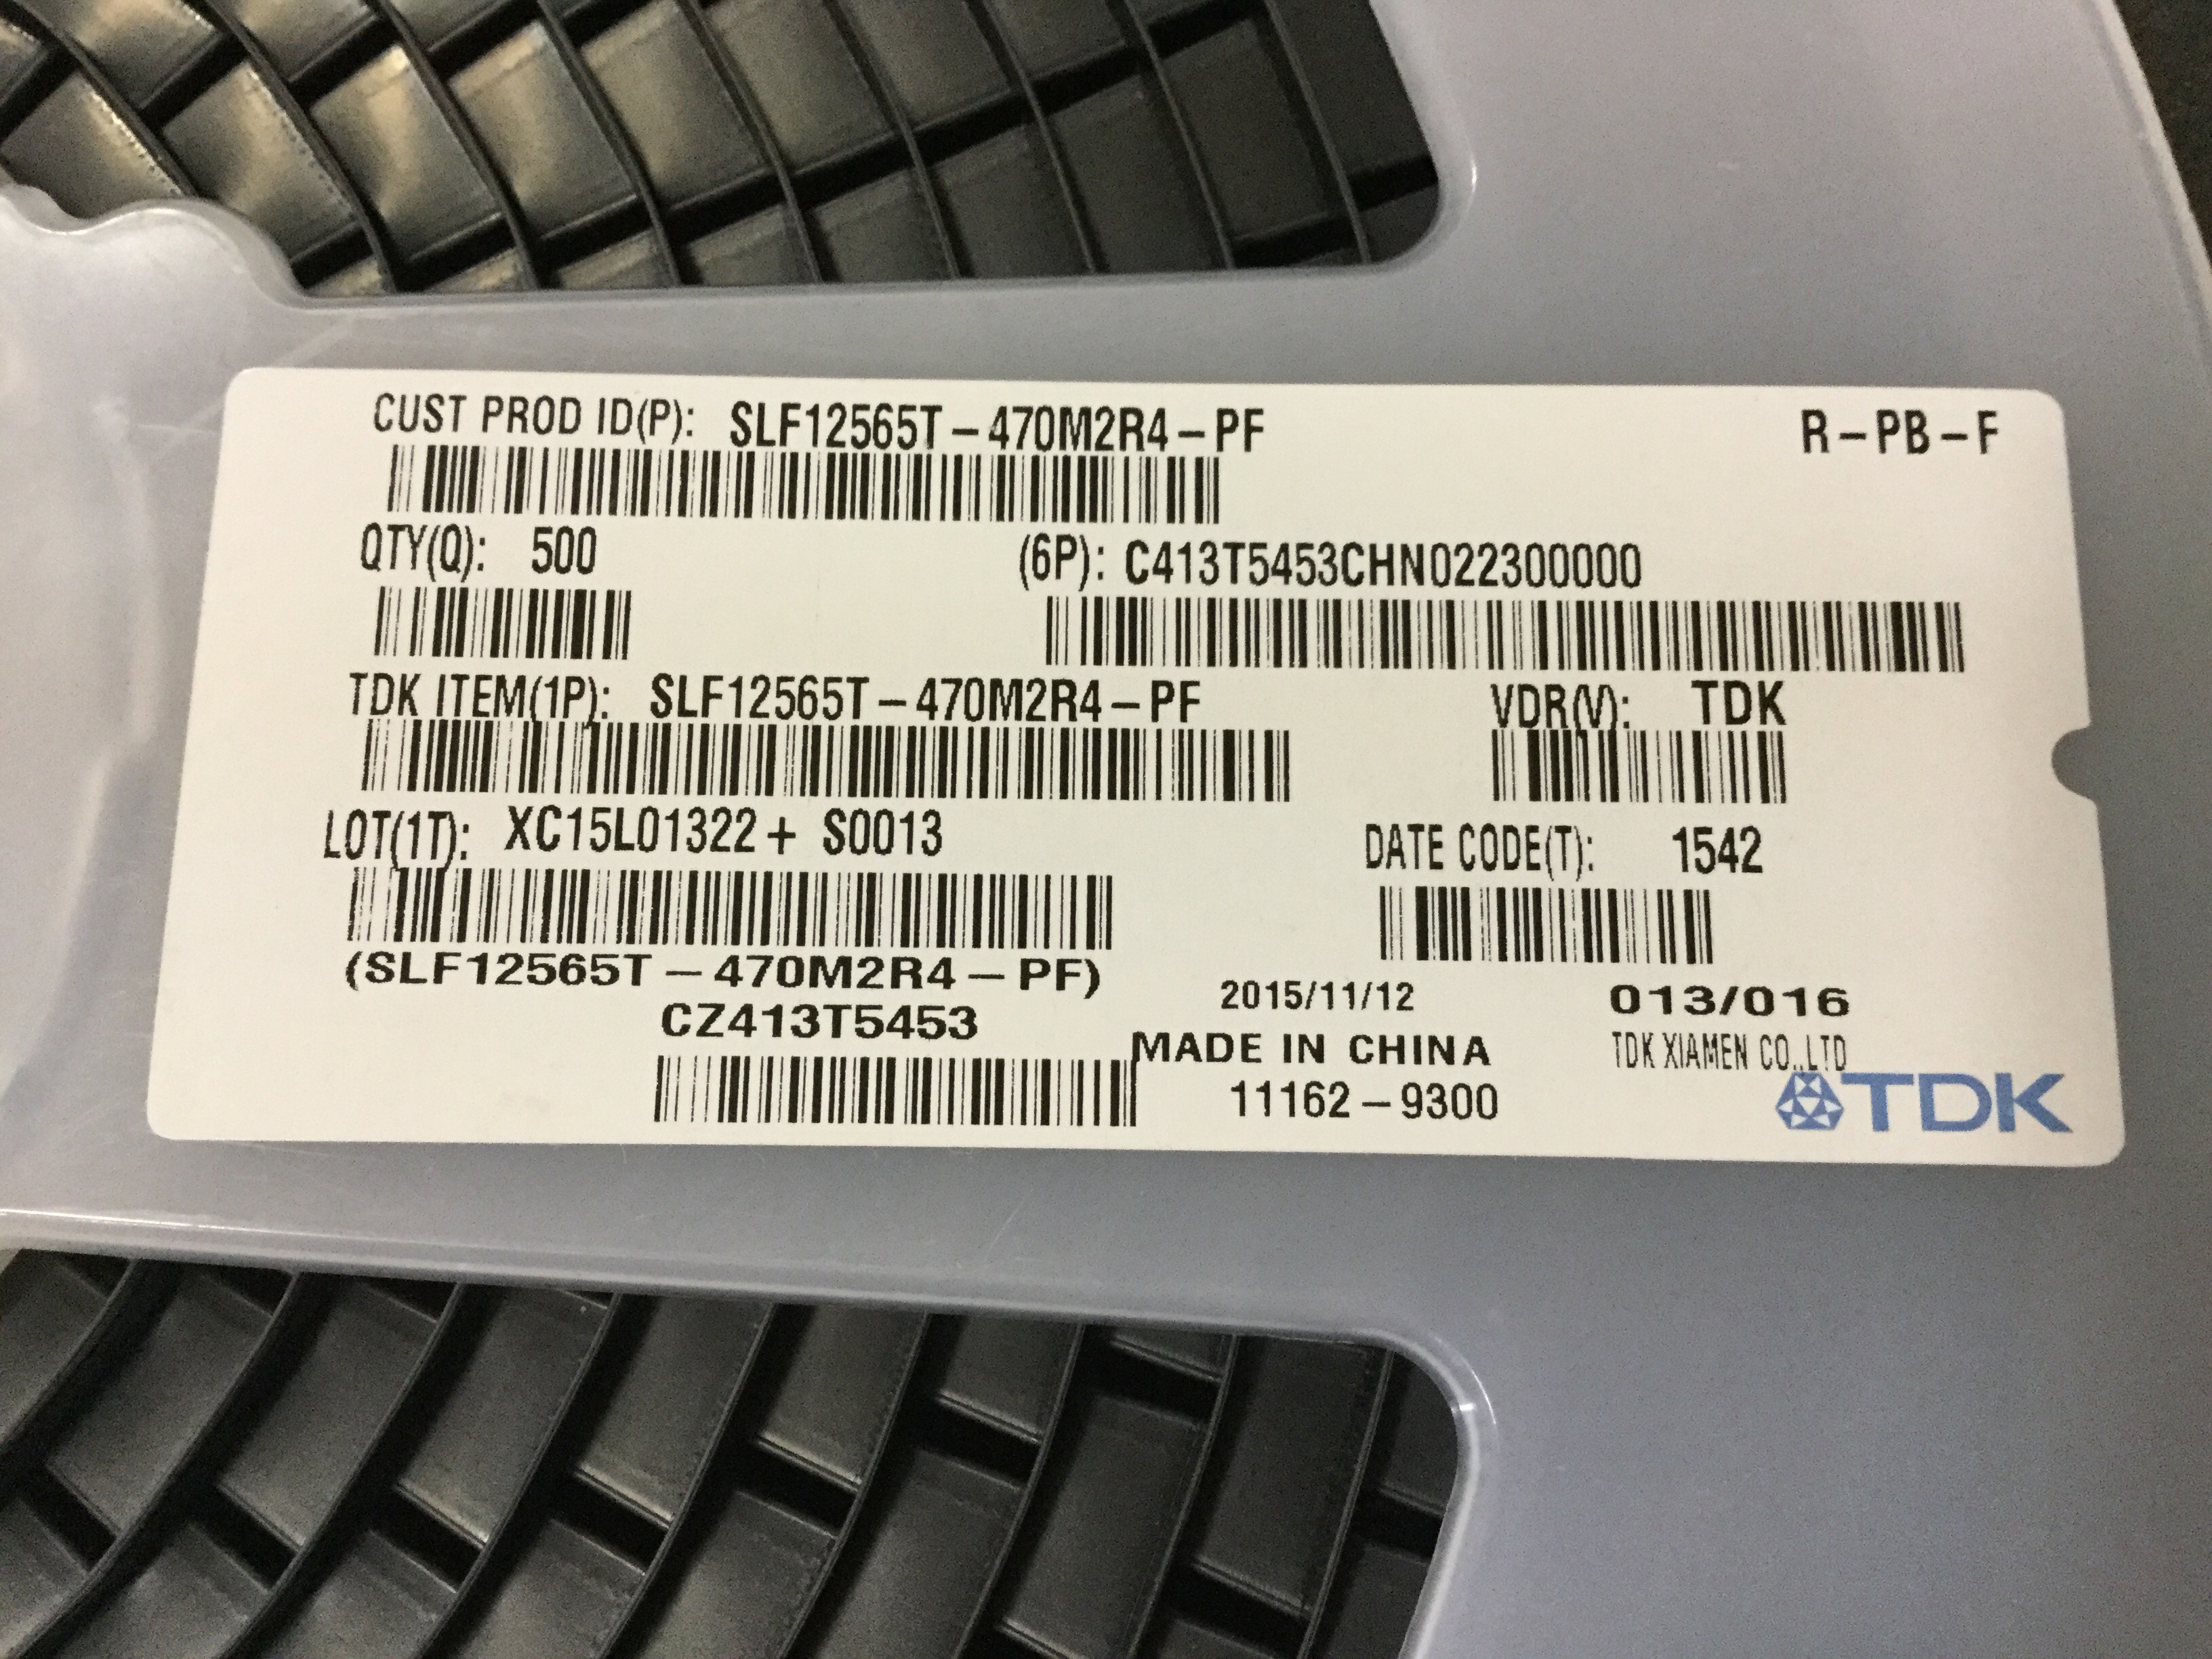 CUST PROD ID(P): SLF12565T-470M2R4-PF R-PB-F
QTY(Q): 500 (6P): C413T5453CHN022300000
TDK ITEM(1P): SLF12565T-470M2R4-PF VDR(V): TDK
LOT(1T): XC15L01322+ S0013 DATE CODE(T): 1542
(SLF12565T-470M2R4-PF) 2015/11/12 013/016
CZ413T5453 MADE IN CHINA TDK XIAMEN CO.,LTD
11162-9300 TDK